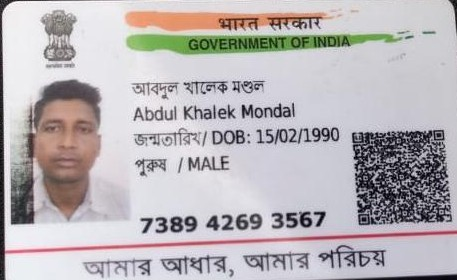 भारत सरकार
GOVERNMENT OF INDIA
আবদুল খালেক মণ্ডল
Abdul Khalek Mondal
জন্মতারিখ/ DOB: 15/02/1990
পুরুষ / MALE
7389 4269 3567
আমার আধার, আমার পরিচয়